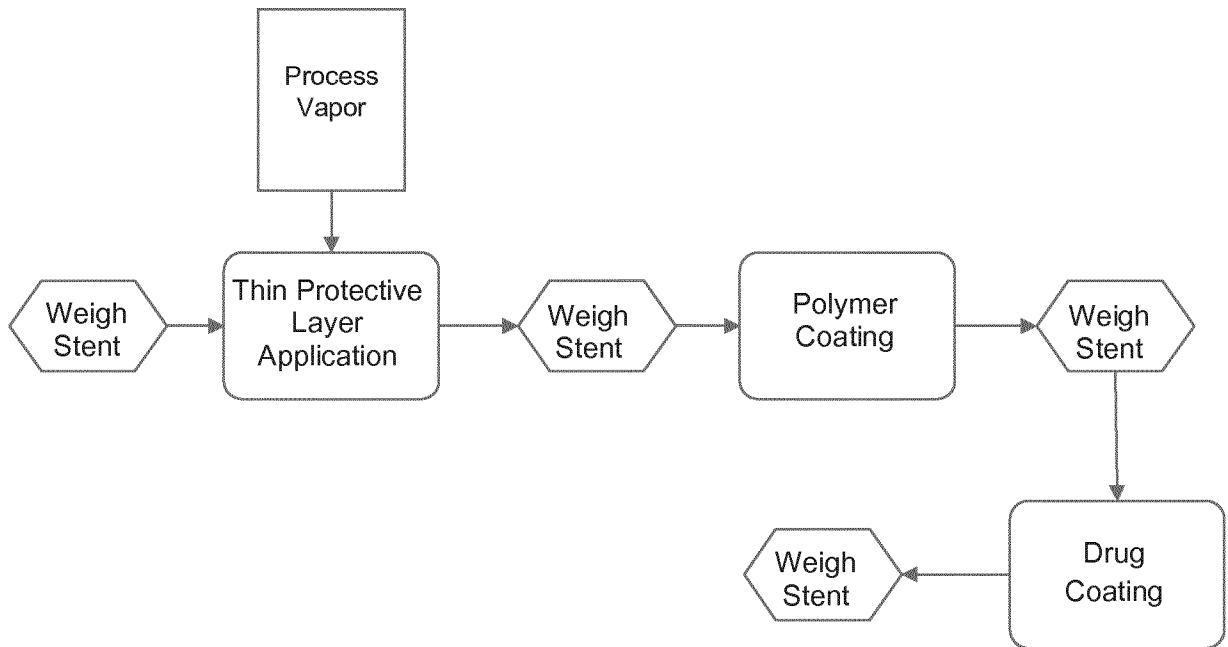 Process
Vapor
Weigh
Stent
Thin Protective
Layer
Application
Weigh
Stent
Polymer
Coating
Weigh
Stent
Drug
Coating
Weigh
Stent